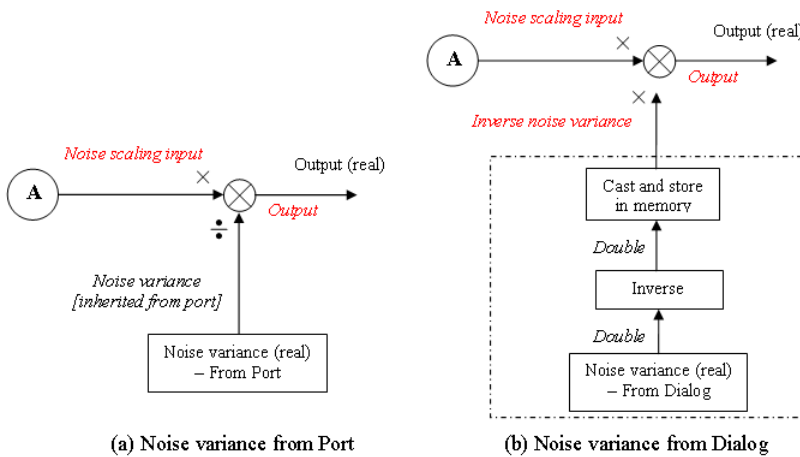 Noise scaling input
×
A
Output (real)
Output
÷
Noise variance
[inherited from port]
Noise variance (real)
– From Port
(a) Noise variance from Port
Noise scaling input
×
A
Output (real)
Output
×
Inverse noise variance
Cast and store
in memory
Double
Inverse
Double
Noise variance (real)
– From Dialog
(b) Noise variance from Dialog